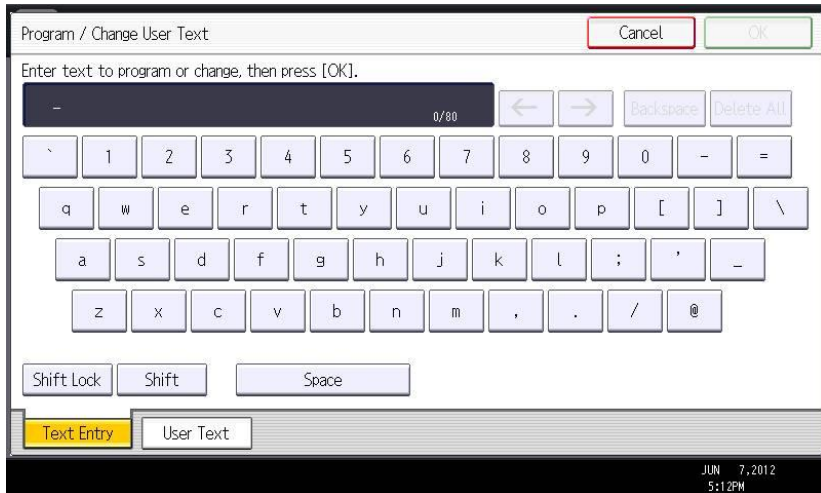 Program / Change User Text
Cancel
OK
Enter text to program or change, then press [OK].
_ 0/80 ← → Backspace Delete All
` 1 2 3 4 5 6 7 8 9 0 - =
q w e r t y u i o p [ ] \
a s d f g h j k l ; ' _
z x c v b n m , . / @
Shift Lock Shift Space
Text Entry User Text
JUN 7,2012
5:12PM